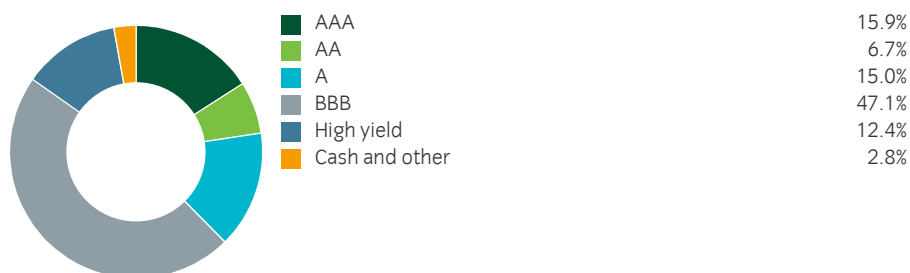 AAA 15.9%
AA 6.7%
A 15.0%
BBB 47.1%
High yield 12.4%
Cash and other 2.8%